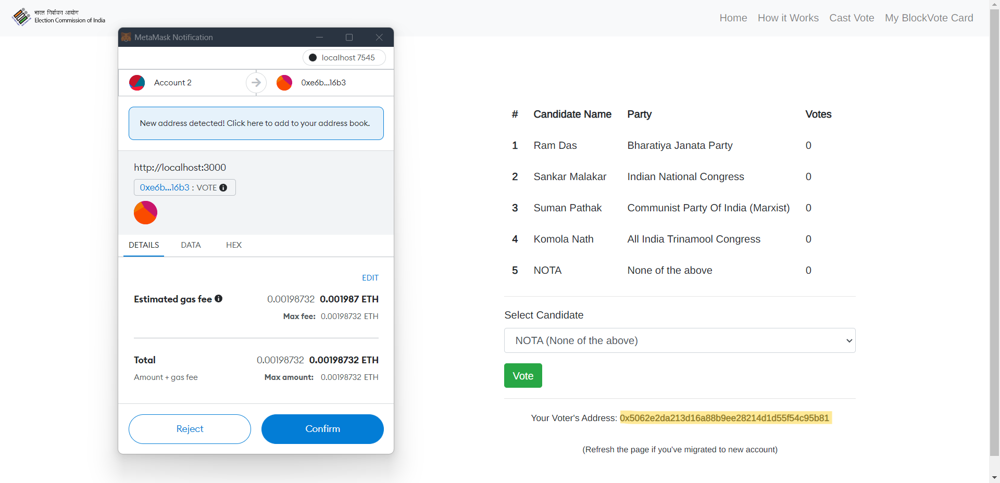 भारत निर्वाचन आयोग
Election Commission of India
Home How it Works Cast Vote My BlockVote Card
MetaMask Notification
localhost 7545
Account 2 0xe6b...16b3
New address detected! Click here to add to your address book.
http://localhost:3000
0xe6b...16b3 : VOTE
DETAILS DATA HEX
EDIT
Estimated gas fee 0.00198732 0.001987 ETH
Max fee: 0.00198732 ETH
Total 0.00198732 0.00198732 ETH
Amount + gas fee Max amount: 0.00198732 ETH
Reject Confirm
# Candidate Name Party Votes
1 Ram Das Bharatiya Janata Party 0
2 Sankar Malakar Indian National Congress 0
3 Suman Pathak Communist Party Of India (Marxist) 0
4 Komola Nath All India Trinamool Congress 0
5 NOTA None of the above 0
Select Candidate
NOTA (None of the above)
Vote
Your Voter's Address: 0x5062e2da213d16a88b9ee28214d1d55f54c95b81
(Refresh the page if you've migrated to new account)